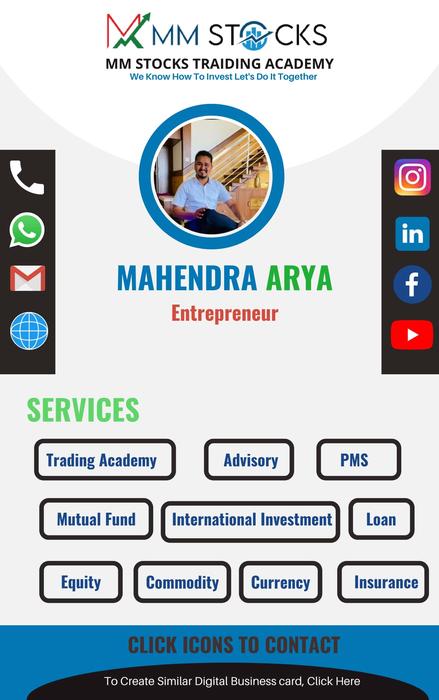 MM STOCKS
MM STOCKS TRAIDING ACADEMY
We Know How To Invest Let's Do It Together
MAHENDRA ARYA
Entrepreneur
SERVICES
Trading Academy Advisory PMS
Mutual Fund International Investment Loan
Equity Commodity Currency Insurance
CLICK ICONS TO CONTACT
To Create Similar Digital Business card, Click Here